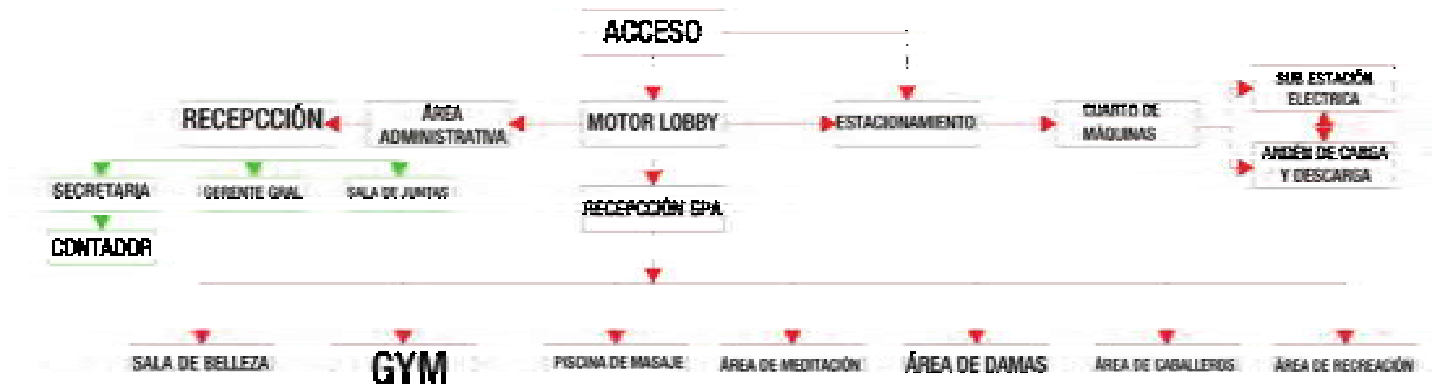 ACCESO
SUB ESTACIÓN
ELECTRICA
RECEPCCIÓN
ÁREA
ADMINISTRATIVA
MOTOR LOBBY
ESTACIONAMIENTO
CUARTO DE
MÁQUINAS
ANDÉN DE CARGA
Y DESCARGA
SECRETARIA
GERENTE GRAL
SALA DE JUNTAS
RECEPCCIÓN SPA
CONTADOR
SALA DE BELLEZA
GYM
PISCINA DE MASAJE
ÁREA DE MEDITACIÓN
ÁREA DE DAMAS
ÁREA DE CABALLEROS
ÁREA DE RECREACIÓN